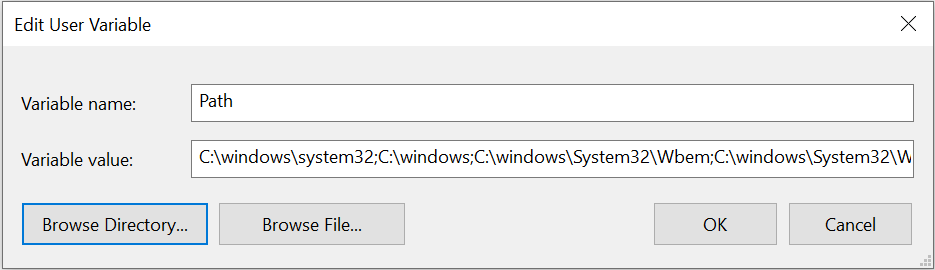 Edit User Variable
Variable name:
Path
Variable value:
C:\windows\system32;C:\windows;C:\windows\System32\Wbem;C:\windows\System32\W
Browse Directory...
Browse File...
OK
Cancel